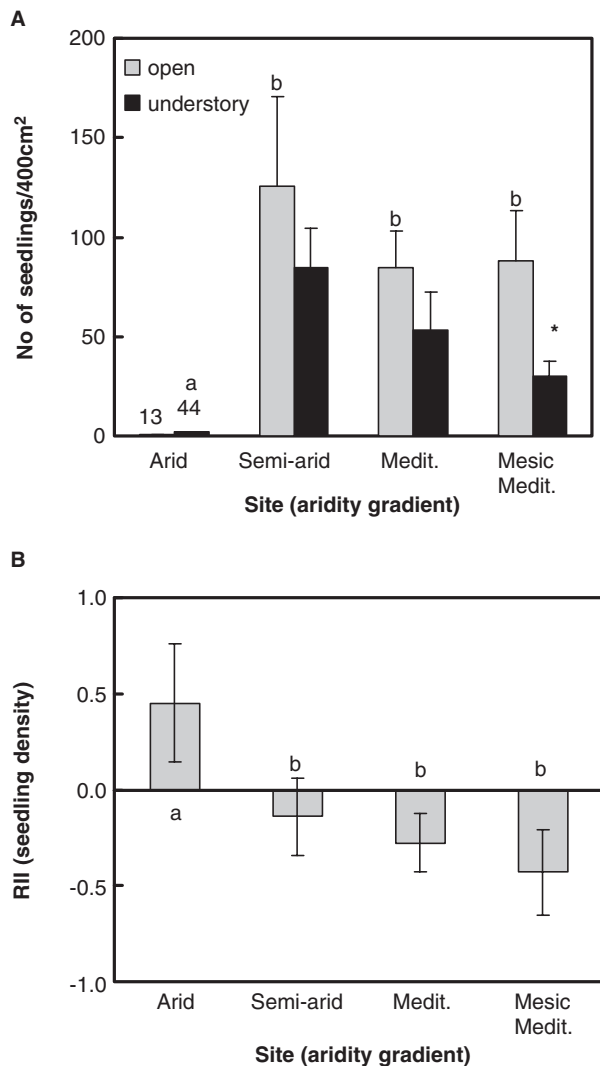 A
200
150
100
50
0
No of seedlings/400cm²
open
understory
13
a
44
b
b
b
*
Arid
Semi-arid
Medit.
Mesic
Medit.
Site (aridity gradient)
B
1.0
0.5
0.0
-0.5
-1.0
RII (seedling density)
a
b
b
b
Arid
Semi-arid
Medit.
Mesic
Medit.
Site (aridity gradient)